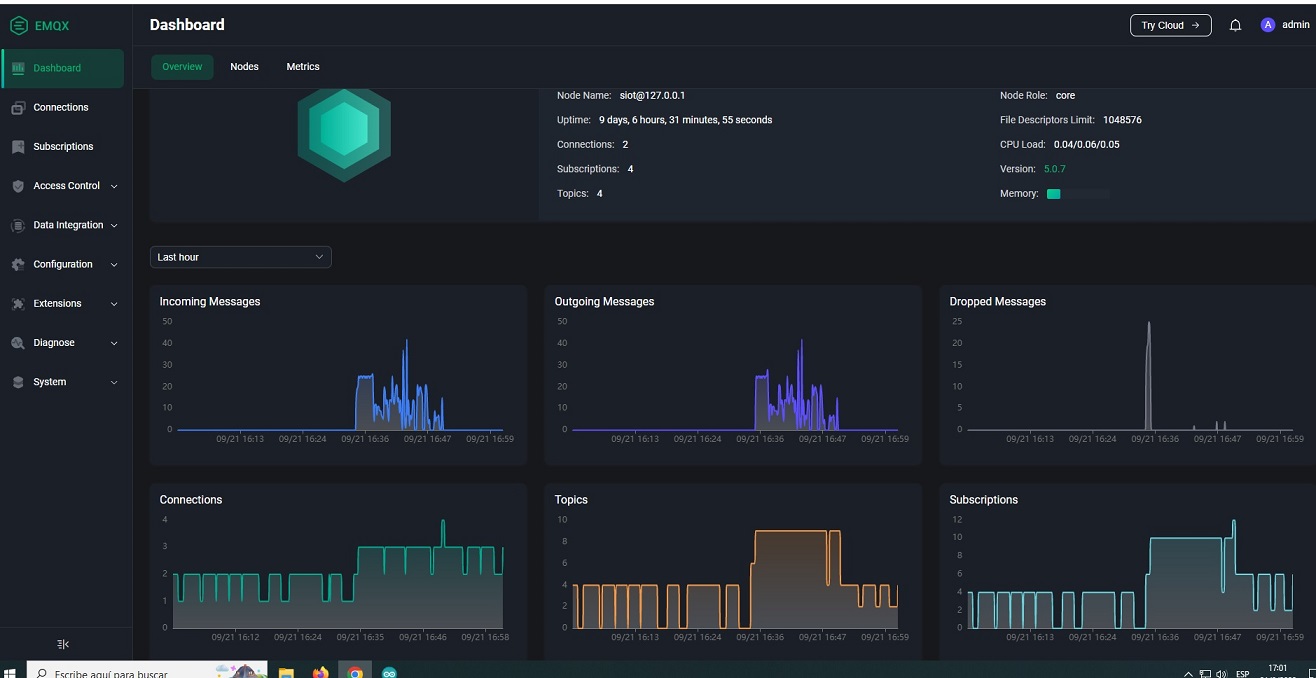 EMQX
Dashboard
Try Cloud →
A admin
Dashboard
Connections
Subscriptions
Access Control
Data Integration
Configuration
Extensions
Diagnose
System
Overview Nodes Metrics
Node Name: siot@127.0.0.1
Uptime: 9 days, 6 hours, 31 minutes, 55 seconds
Connections: 2
Subscriptions: 4
Topics: 4
Node Role: core
File Descriptors Limit: 1048576
CPU Load: 0.04/0.06/0.05
Version: 5.0.7
Memory:
Last hour
Incoming Messages
50
40
30
20
10
0
09/21 16:13 09/21 16:24 09/21 16:36 09/21 16:47 09/21 16:59
Outgoing Messages
50
40
30
20
10
0
09/21 16:13 09/21 16:24 09/21 16:36 09/21 16:47 09/21 16:59
Dropped Messages
25
20
15
10
5
0
09/21 16:13 09/21 16:24 09/21 16:36 09/21 16:47 09/21 16:59
Connections
4
3
2
1
0
09/21 16:12 09/21 16:24 09/21 16:35 09/21 16:46 09/21 16:58
Topics
10
8
6
4
2
0
09/21 16:13 09/21 16:24 09/21 16:36 09/21 16:47 09/21 16:59
Subscriptions
12
10
8
6
4
2
0
09/21 16:13 09/21 16:24 09/21 16:36 09/21 16:47 09/21 16:59
Escribe aquí para buscar
ESP
17:01